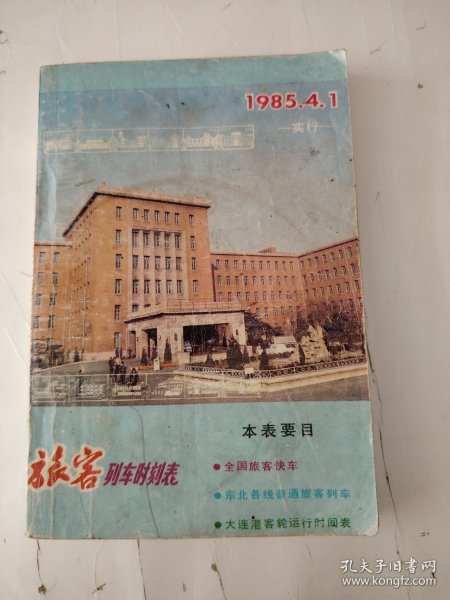 1985.4.1
实行
本表要目
旅客列车时刻表
●全国旅客快车
●东北各线普通旅客列车
●大连港客轮运行时间表
孔夫子旧书网
www.kongfz.com